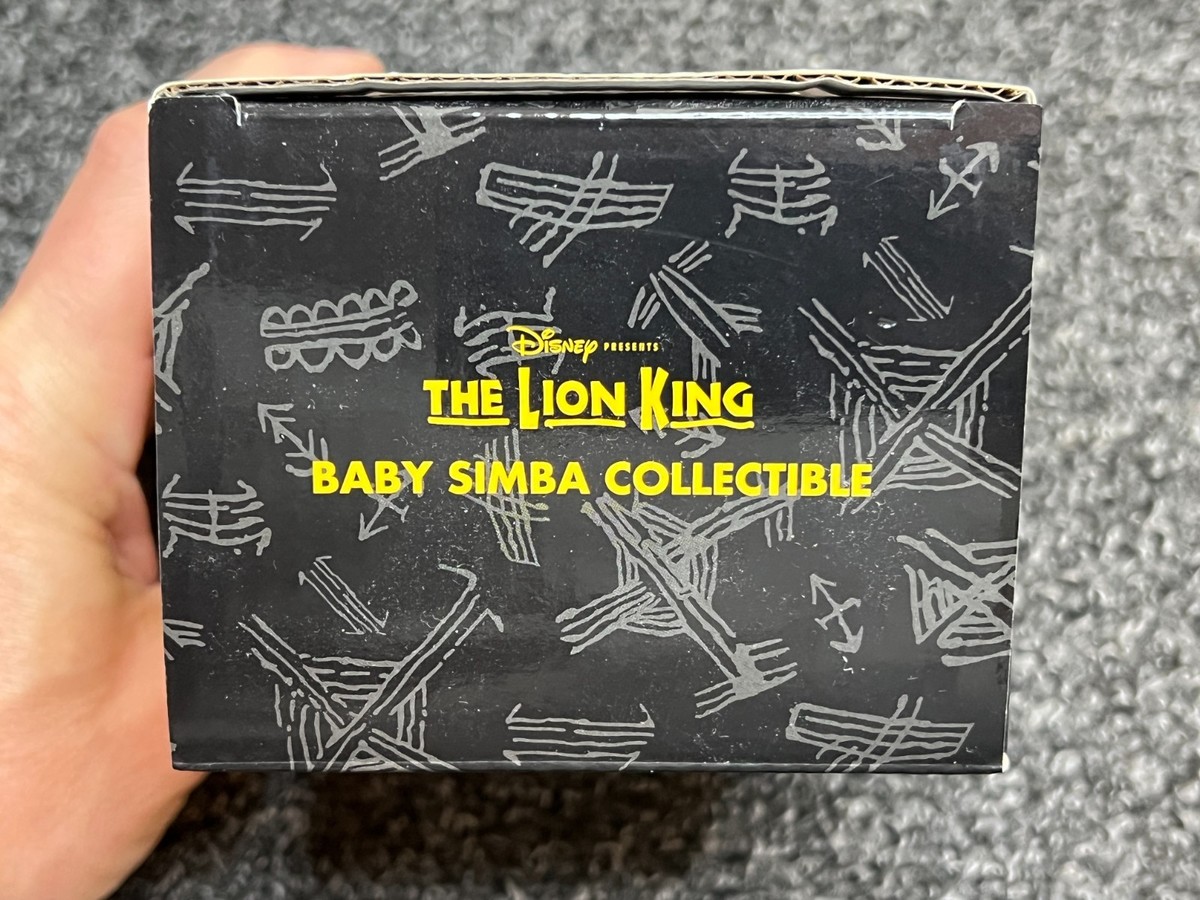 Disney PRESENTS
THE LION KING
BABY SIMBA COLLECTIBLE